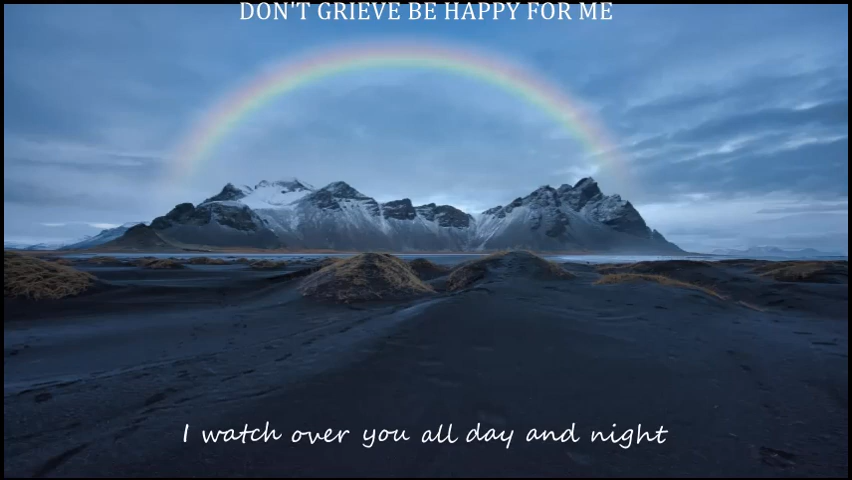 DON'T GRIEVE BE HAPPY FOR ME
I watch over you all day and night